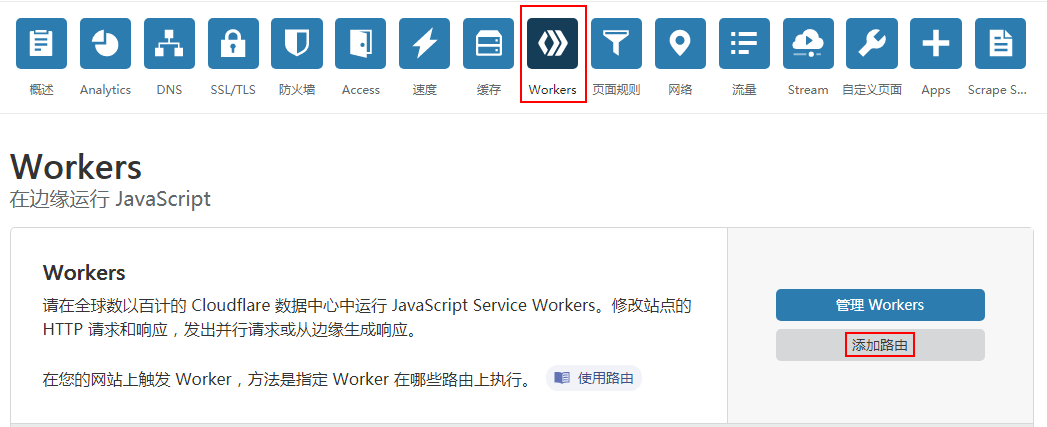 概述 Analytics DNS SSL/TLS 防火墙 Access 速度 缓存 Workers 页面规则 网络 流量 Stream 自定义页面 Apps Scrape S...
Workers
在边缘运行 JavaScript
Workers
请在全球数以百计的 Cloudflare 数据中心中运行 JavaScript Service Workers。修改站点的
HTTP 请求和响应，发出并行请求或从边缘生成响应。
在您的网站上触发 Worker，方法是指定 Worker 在哪些路由上执行。 使用路由
管理 Workers
添加路由